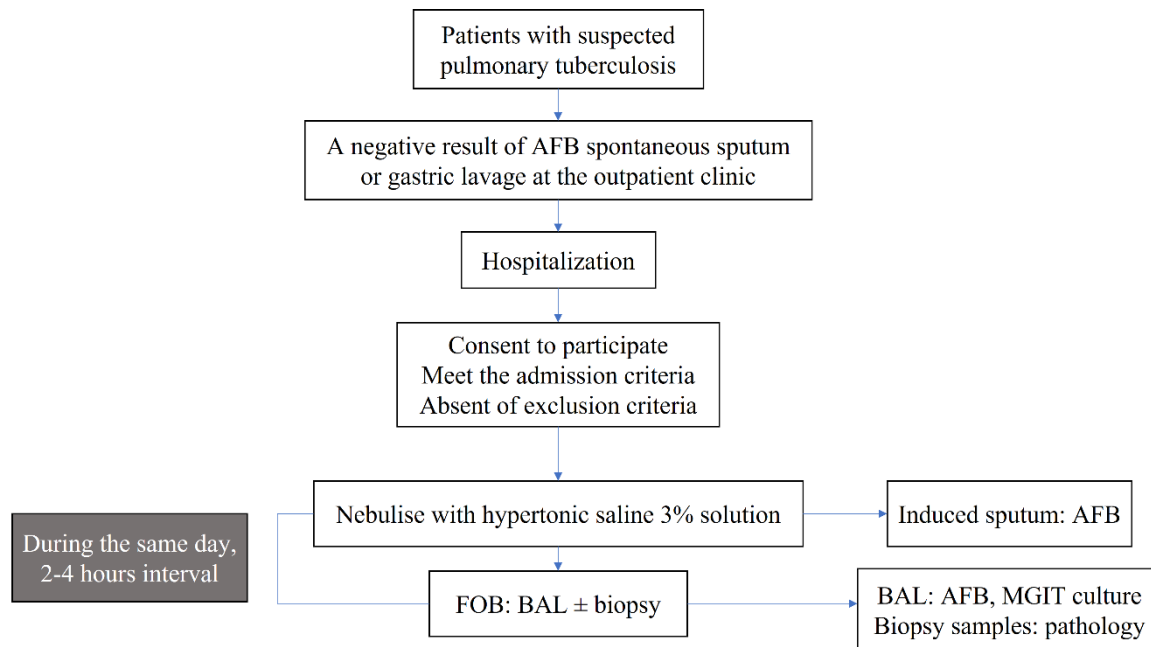 Patients with suspected
pulmonary tuberculosis
A negative result of AFB spontaneous sputum
or gastric lavage at the outpatient clinic
Hospitalization
Consent to participate
Meet the admission criteria
Absent of exclusion criteria
Nebulise with hypertonic saline 3% solution
Induced sputum: AFB
During the same day,
2-4 hours interval
FOB: BAL ± biopsy
BAL: AFB, MGIT culture
Biopsy samples: pathology